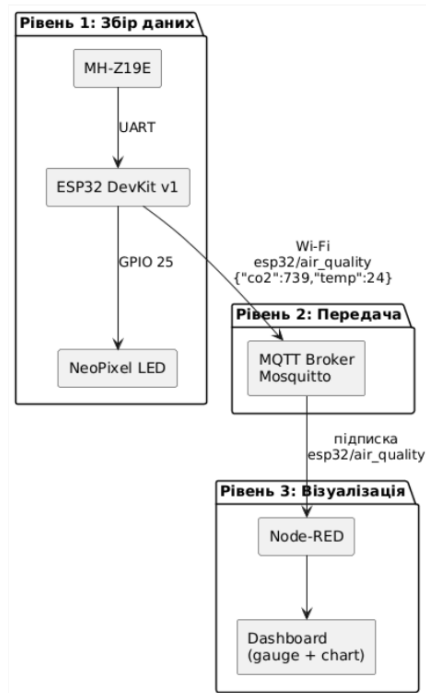 Рівень 1: Збір даних
MH-Z19E
UART
ESP32 DevKit v1
GPIO 25
Wi-Fi
esp32/air_quality
{"co2":739,"temp":24}
NeoPixel LED
Рівень 2: Передача
MQTT Broker
Mosquitto
підписка
esp32/air_quality
Рівень 3: Візуалізація
Node-RED
Dashboard
(gauge + chart)